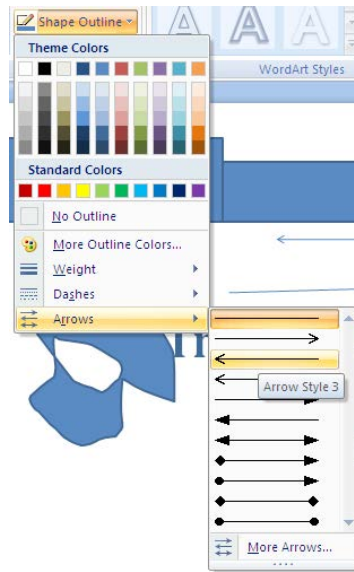 Shape Outline
Theme Colors
WordArt Styles
Standard Colors
No Outline
More Outline Colors...
Weight
Dashes
Arrows
Arrow Style 3
More Arrows...